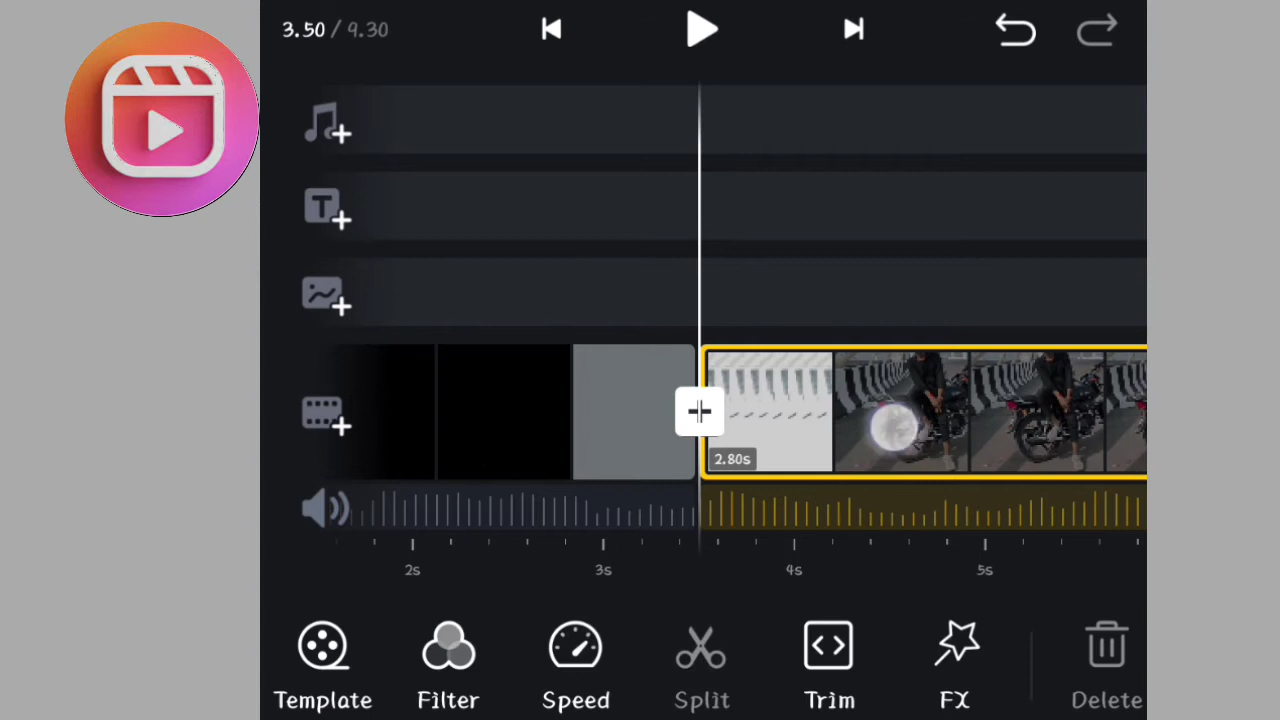 3.50 / 9.30
T
2.80s
2s 3s 4s 5s
Template Filter Speed Split Trim FX Delete